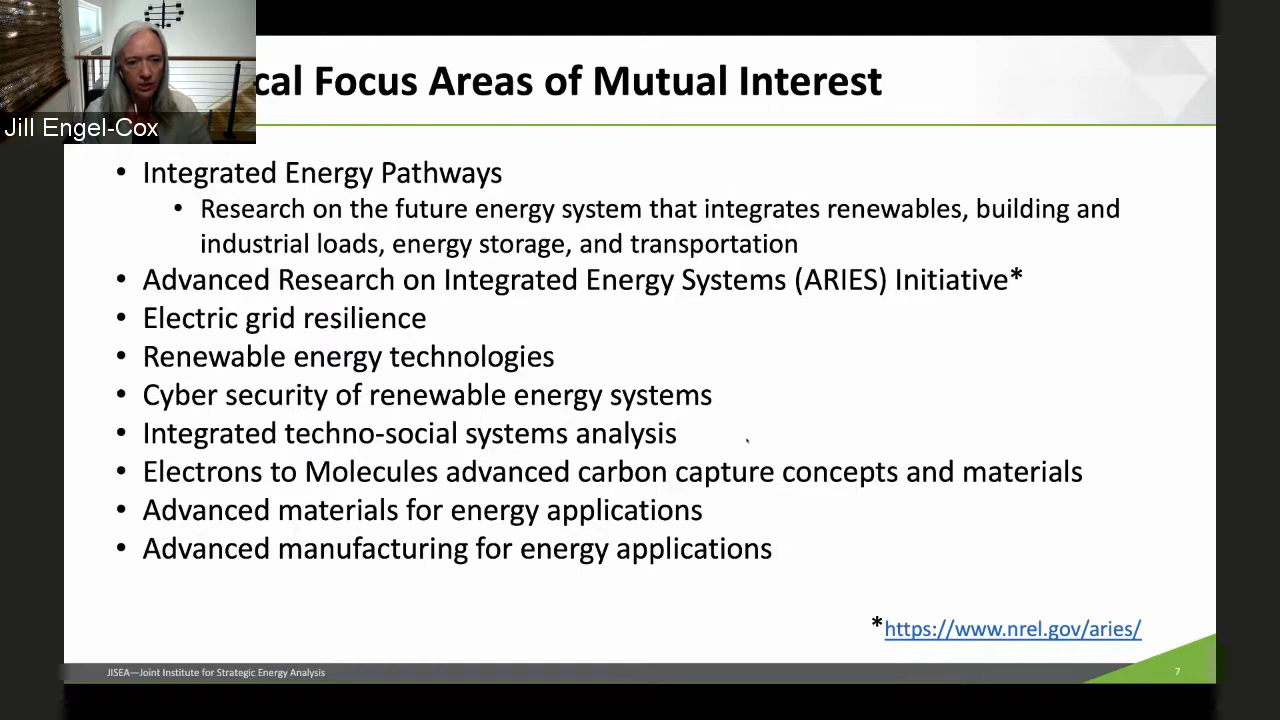 cal Focus Areas of Mutual Interest
Jill Engel-Cox
• Integrated Energy Pathways
• Research on the future energy system that integrates renewables, building and
industrial loads, energy storage, and transportation
• Advanced Research on Integrated Energy Systems (ARIES) Initiative*
• Electric grid resilience
• Renewable energy technologies
• Cyber security of renewable energy systems
• Integrated techno-social systems analysis
• Electrons to Molecules advanced carbon capture concepts and materials
• Advanced materials for energy applications
• Advanced manufacturing for energy applications
*https://www.nrel.gov/aries/
JISEA—Joint Institute for Strategic Energy Analysis
7